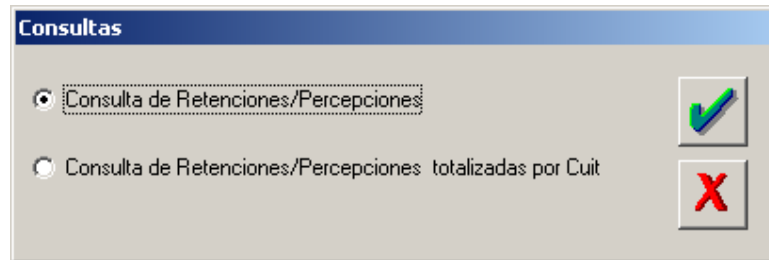 Consultas
Consulta de Retenciones/Percepciones
Consulta de Retenciones/Percepciones totalizadas por Cuit